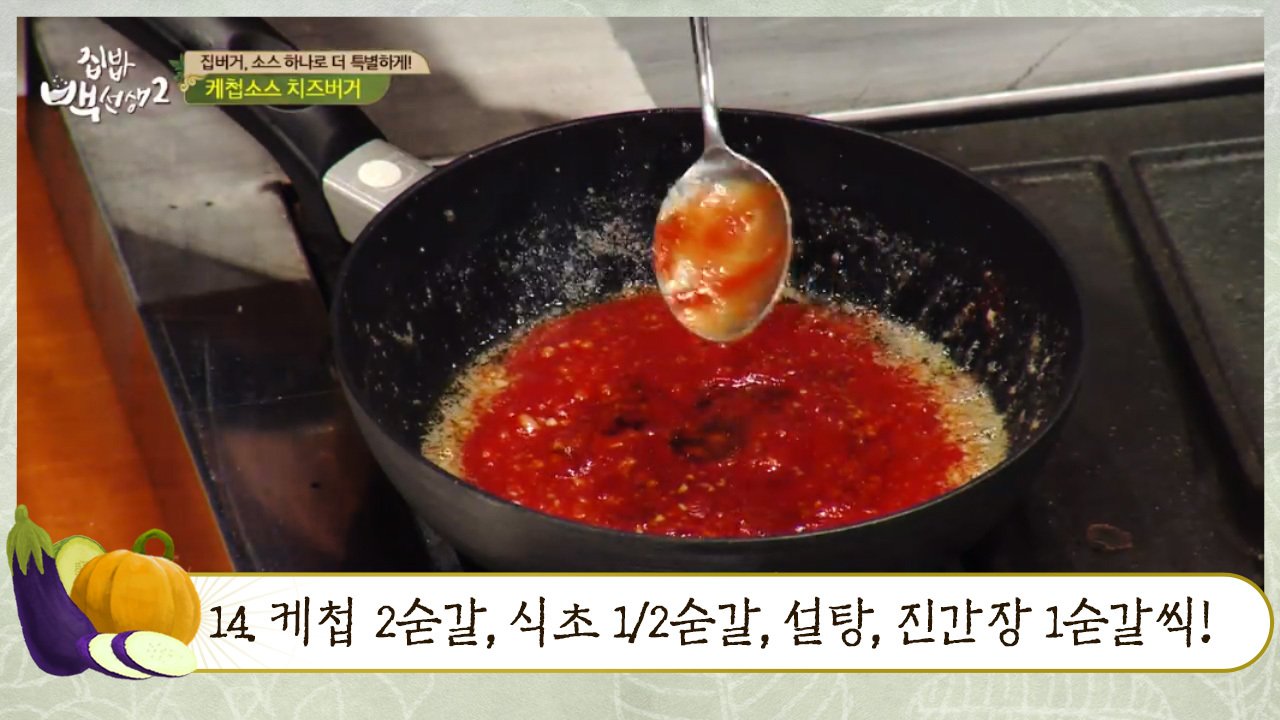 집밥
백선생2
집버거, 소스 하나로 더 특별하게!
케첩소스 치즈버거
14. 케첩 2숟갈, 식초 1/2숟갈, 설탕, 진간장 1숟갈씩!